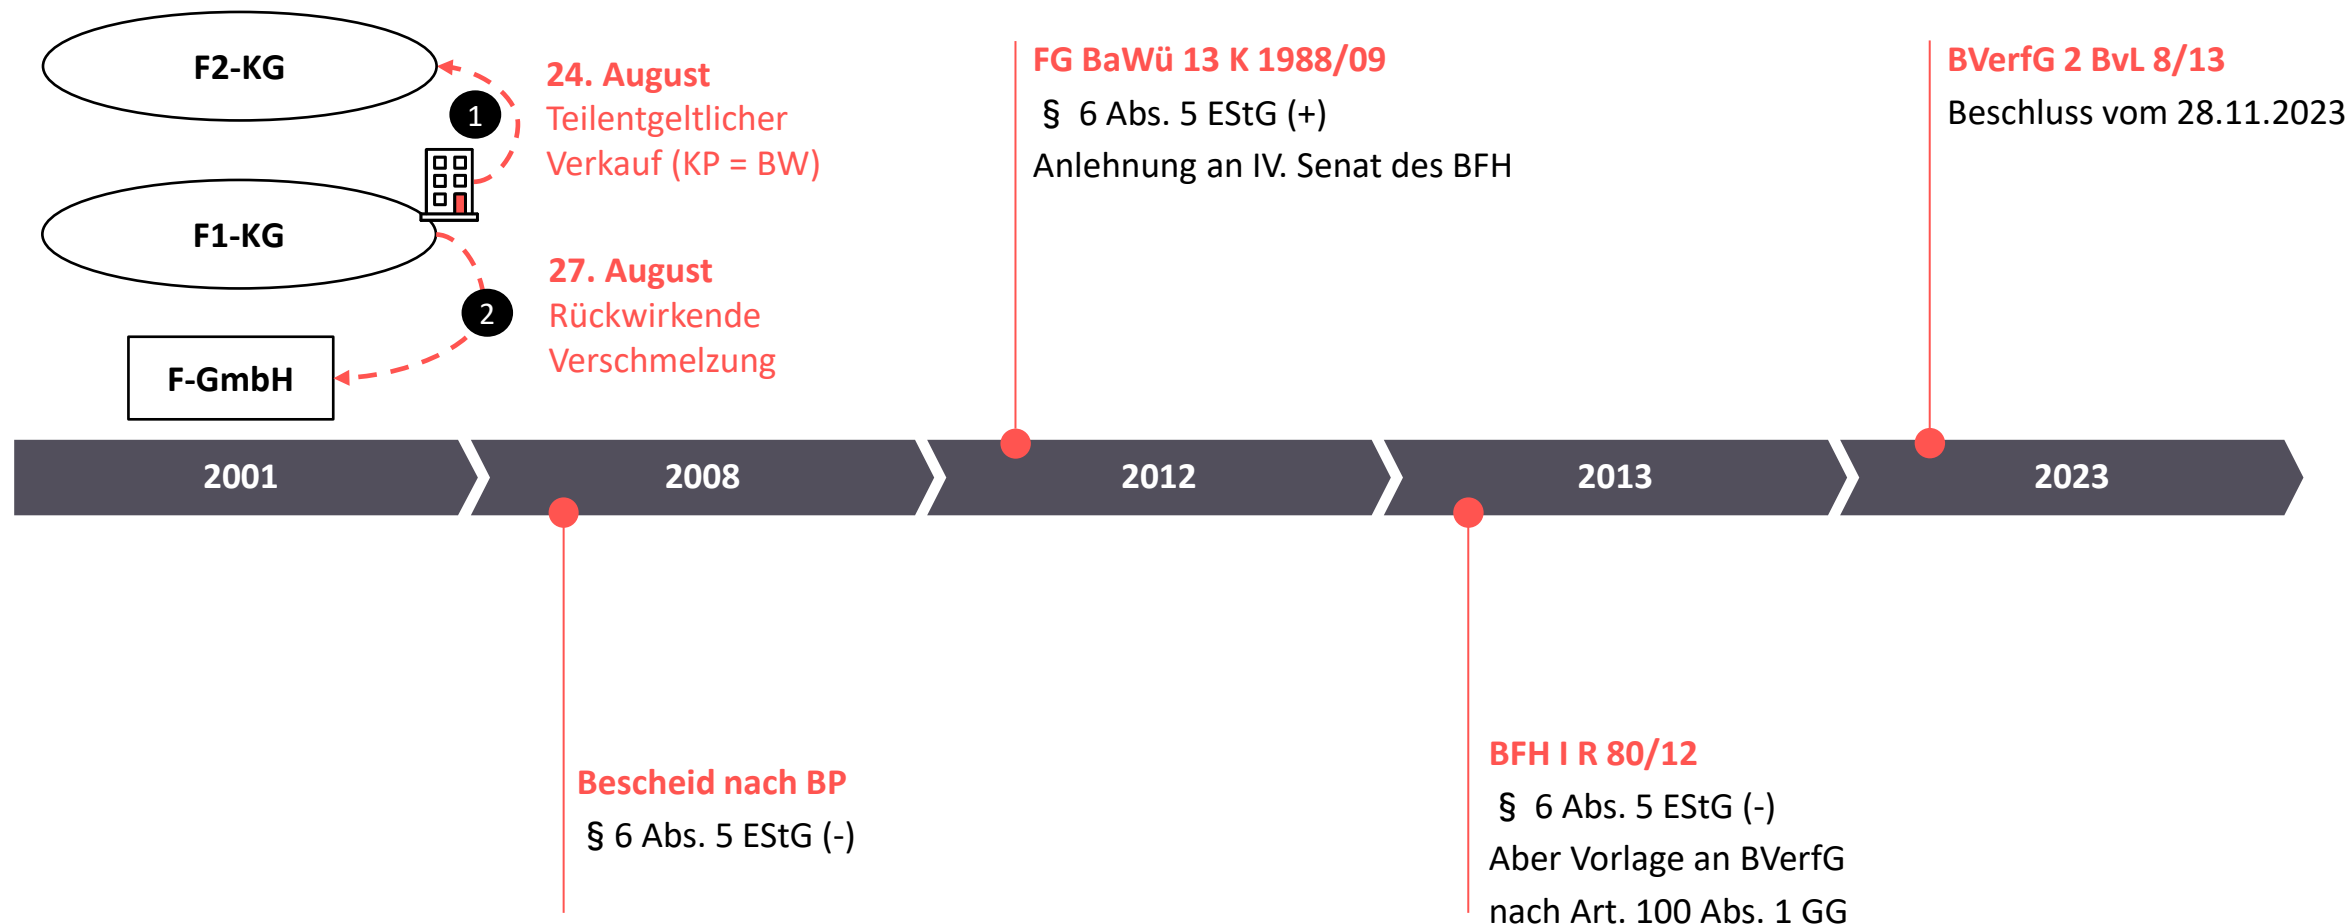 F2-KG
1
24. August
Teilentgeltlicher
Verkauf (KP = BW)
F1-KG
27. August
2
Rückwirkende
Verschmelzung
F-GmbH
FG BaWü 13 K 1988/09
§ 6 Abs. 5 EStG (+)
Anlehnung an IV. Senat des BFH
BVerfG 2 BvL 8/13
Beschluss vom 28.11.2023
2001
2008
2012
2013
2023
Bescheid nach BP
§ 6 Abs. 5 EStG (-)
BFH I R 80/12
§ 6 Abs. 5 EStG (-)
Aber Vorlage an BVerfG
nach Art. 100 Abs. 1 GG